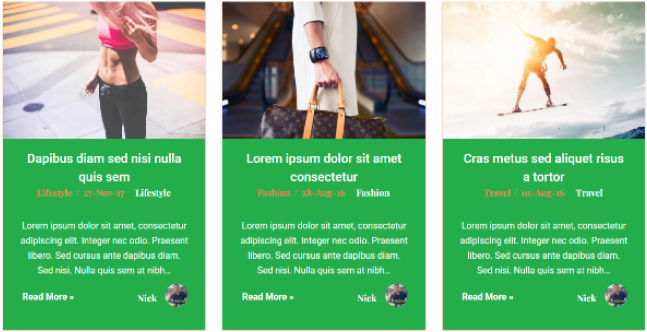 Dapibus diam sed nisi nulla
quis sem
Lifestyle / 27-Nov-17 Lifestyle
Lorem ipsum dolor sit amet, consectetur
adipiscing elit. Integer nec odio. Praesent
libero. Sed cursus ante dapibus diam.
Sed nisi. Nulla quis sem at nibh...
Read More » Nick
Lorem ipsum dolor sit amet
consectetur
Fashion / 28-Aug-16 Fashion
Lorem ipsum dolor sit amet, consectetur
adipiscing elit. Integer nec odio. Praesent
libero. Sed cursus ante dapibus diam.
Sed nisi. Nulla quis sem at nibh...
Read More » Nick
Cras metus sed aliquet risus
a tortor
Travel / 01-Aug-16 Travel
Lorem ipsum dolor sit amet, consectetur
adipiscing elit. Integer nec odio. Praesent
libero. Sed cursus ante dapibus diam.
Sed nisi. Nulla quis sem at nibh...
Read More » Nick